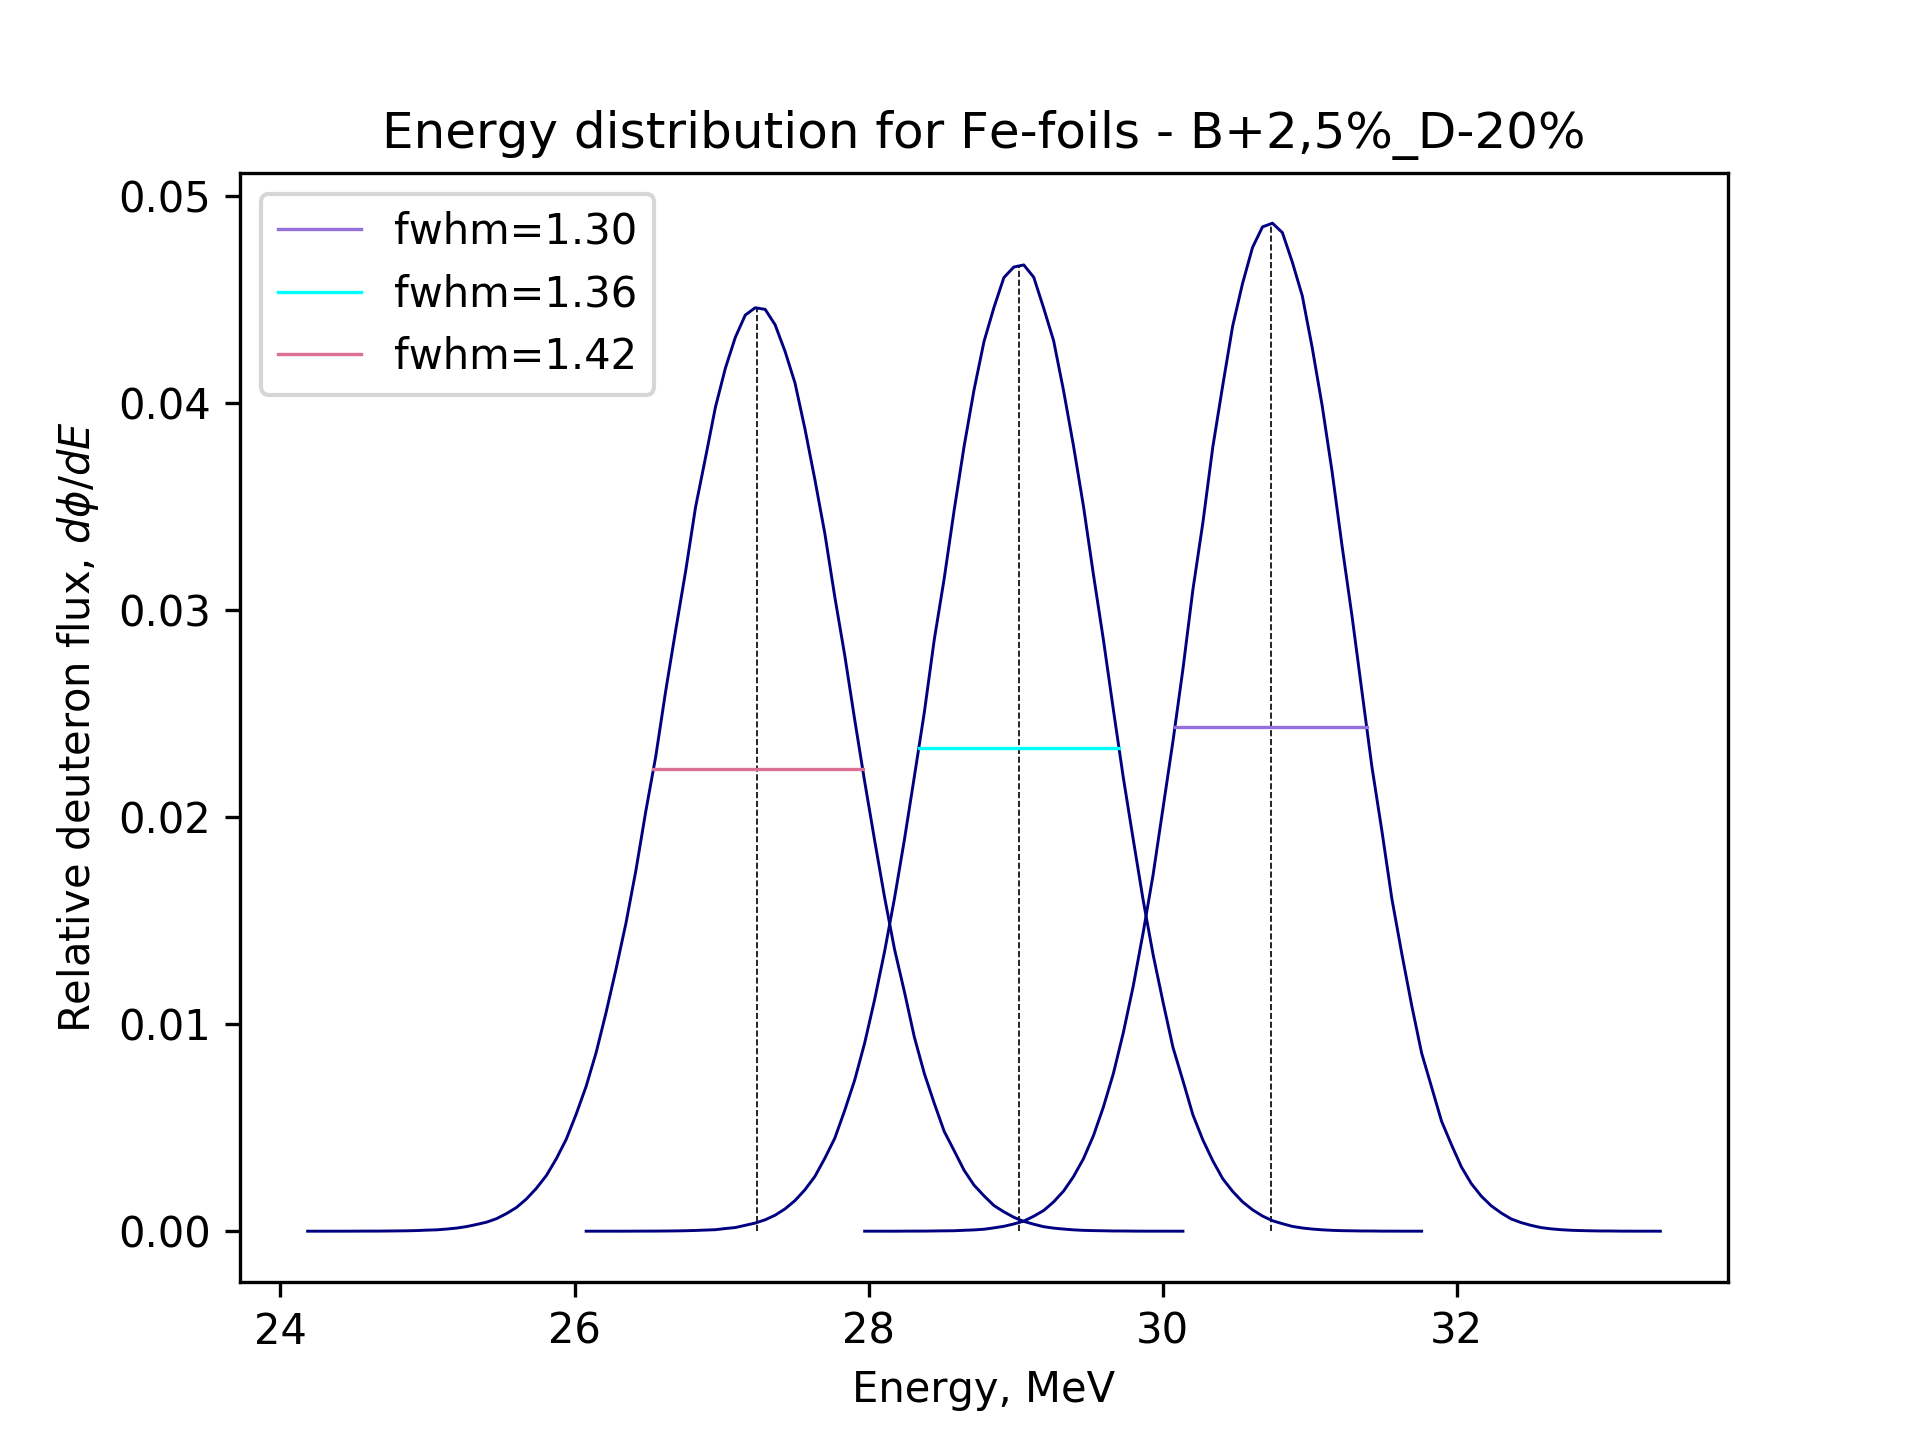 Energy distribution for Fe-foils - B+2,5%_D-20%
fwhm=1.30
fwhm=1.36
fwhm=1.42
Relative deuteron flux, dϕ/dE
0.05
0.04
0.03
0.02
0.01
0.00
24 26 28 30 32
Energy, MeV